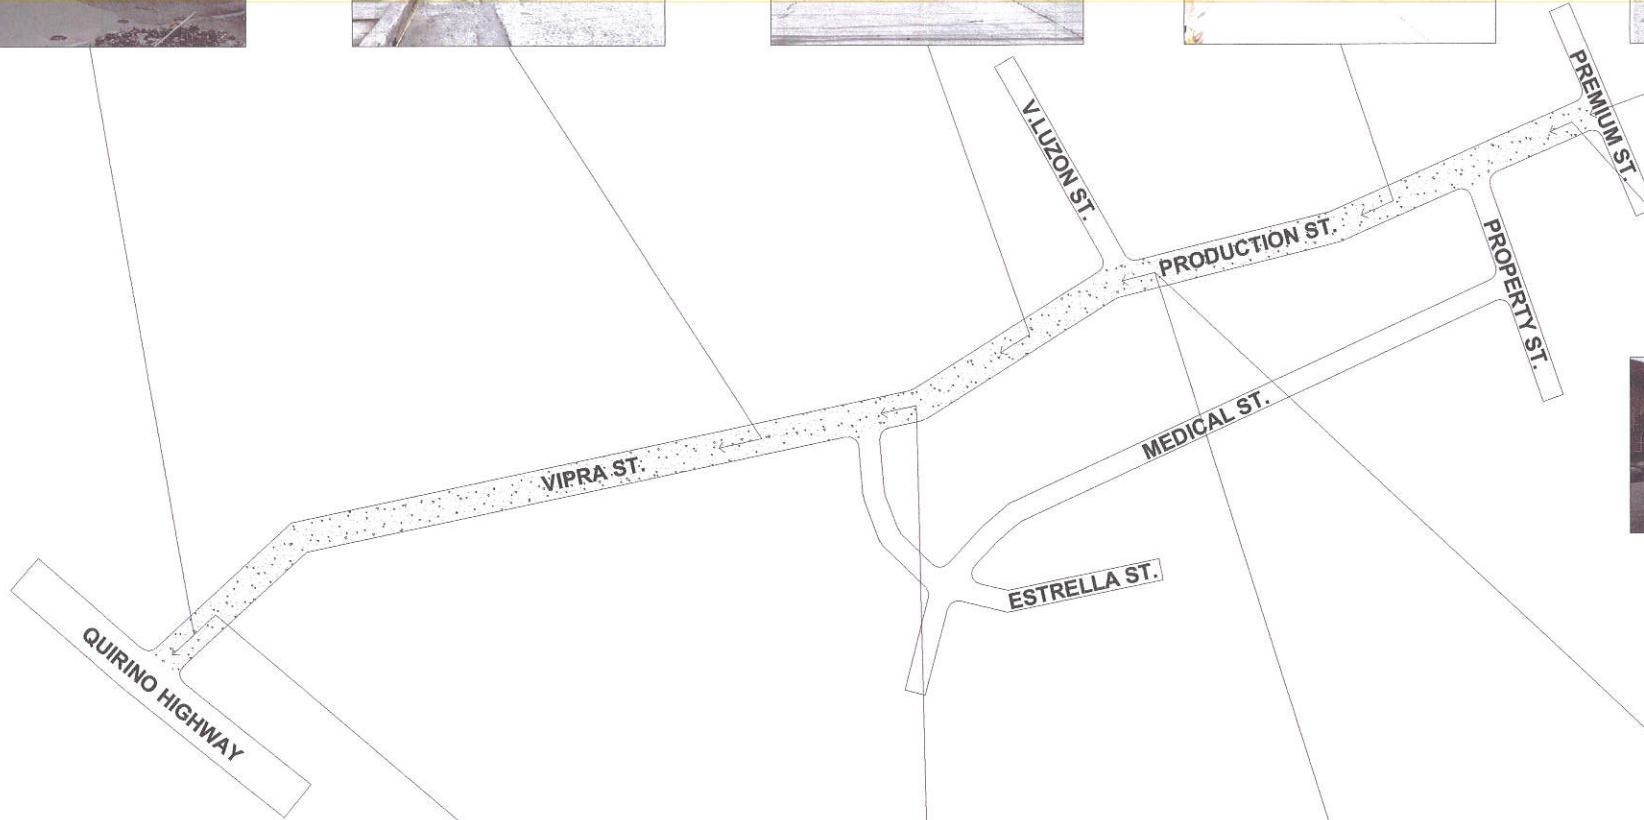 PREMIUM ST.
V.LUZON ST.
PRODUCTION ST.
PROPERTY ST.
MEDICAL ST.
VIPRA ST.
ESTRELLA ST.
QUIRINO HIGHWAY